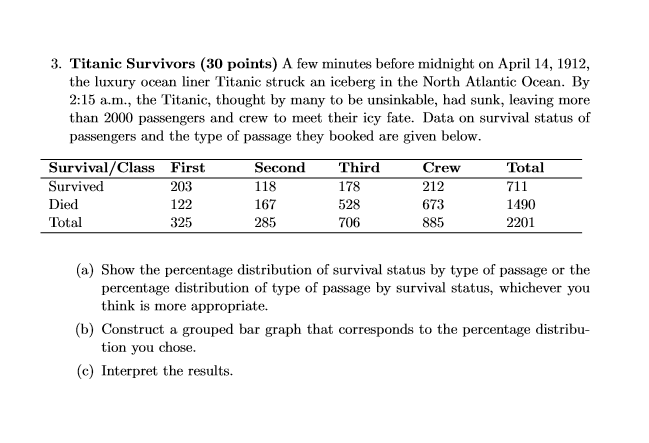 3. Titanic Survivors (30 points) A few minutes before midnight on April 14, 1912,
the luxury ocean liner Titanic struck an iceberg in the North Atlantic Ocean. By
2:15 a.m., the Titanic, thought by many to be unsinkable, had sunk, leaving more
than 2000 passengers and crew to meet their icy fate. Data on survival status of
passengers and the type of passage they booked are given below.
Survival/Class First Second Third Crew Total
Survived 203 118 178 212 711
Died 122 167 528 673 1490
Total 325 285 706 885 2201
(a) Show the percentage distribution of survival status by type of passage or the
percentage distribution of type of passage by survival status, whichever you
think is more appropriate.
(b) Construct a grouped bar graph that corresponds to the percentage distribu-
tion you chose.
(c) Interpret the results.